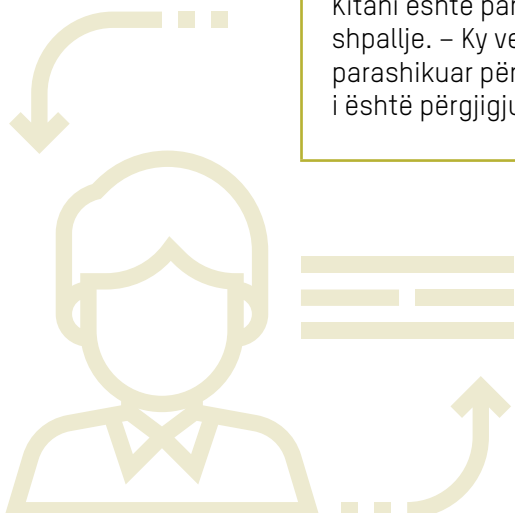 Kitani është par
shpallje. – Ky ve
parashikuar për
i është përgjigju